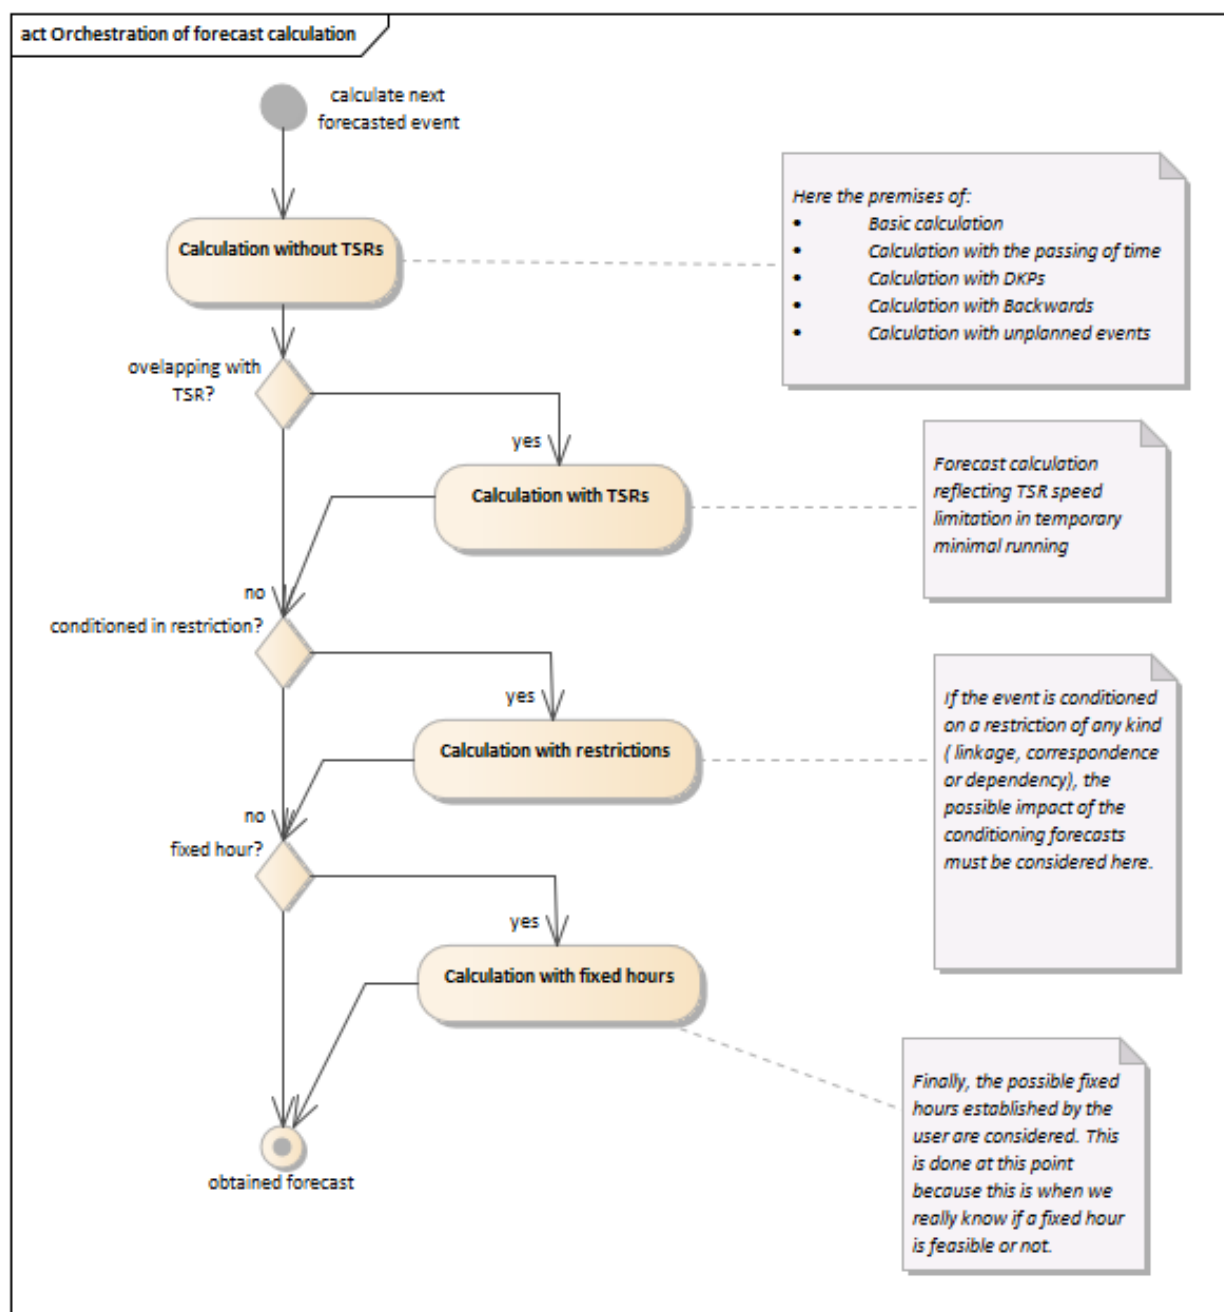 act Orchestration of forecast calculation
calculate next
forecasted event
Here the premises of:
• Basic calculation
• Calculation with the passing of time
• Calculation with DKPs
• Calculation with Backwards
• Calculation with unplanned events
Calculation without TSRs
ovelapping with
TSR?
yes
Calculation with TSRs
Forecast calculation
reflecting TSR speed
limitation in temporary
minimal running
no
conditioned in restriction?
yes
Calculation with restrictions
If the event is conditioned
on a restriction of any kind
( linkage, correspondence
or dependency), the
possible impact of the
conditioning forecasts
must be considered here.
no
fixed hour?
yes
Calculation with fixed hours
Finally, the possible fixed
hours established by the
user are considered. This
is done at this point
because this is when we
really know if a fixed hour
is feasible or not.
obtained forecast